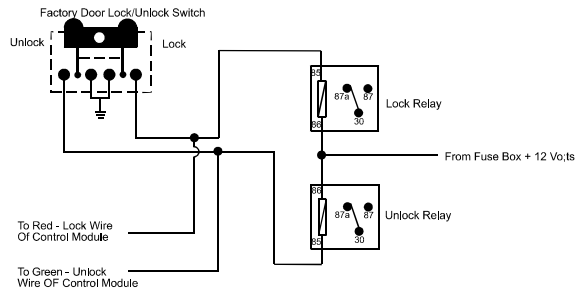 Factory Door Lock/Unlock Switch
Unlock
Lock
85
87a
87
30
86
Lock Relay
From Fuse Box + 12 Vo;ts
86
87a
87
30
85
Unlock Relay
To Red - Lock Wire
Of Control Module
To Green - Unlock
Wire OF Control Module